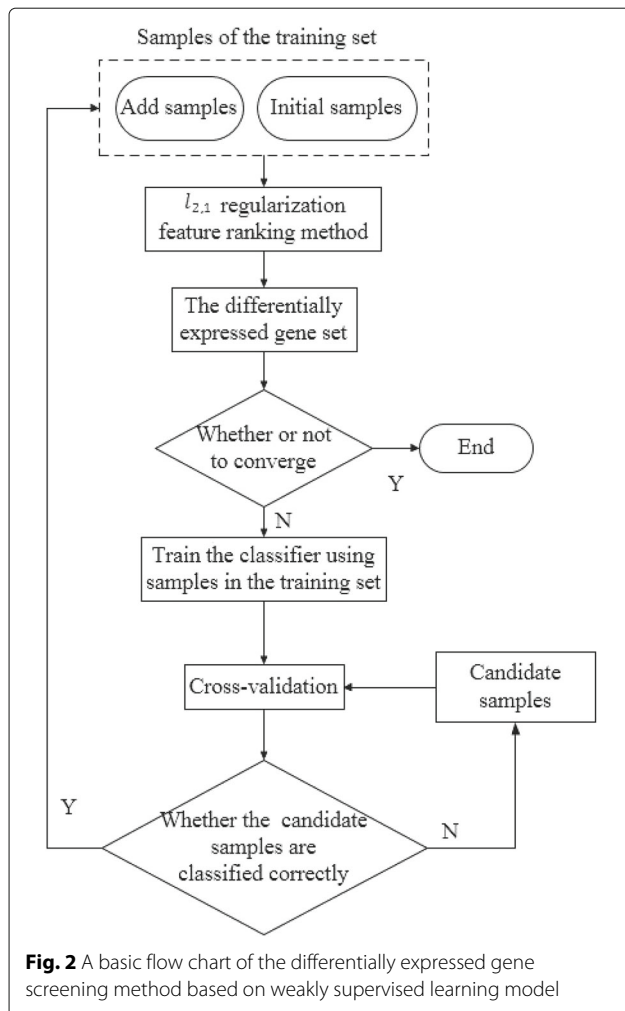 Samples of the training set
Add samples
Initial samples
l2,1 regularization
feature ranking method
The differentially
expressed gene set
Whether or not
to converge
End
Y
N
Train the classifier using
samples in the training set
Cross-validation
Candidate
samples
Y
Whether the candidate
samples are
classified correctly
N
Fig. 2 A basic flow chart of the differentially expressed gene
screening method based on weakly supervised learning model